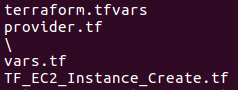 terraform.tfvars
provider.tf
\
vars.tf
TF_EC2_Instance_Create.tf